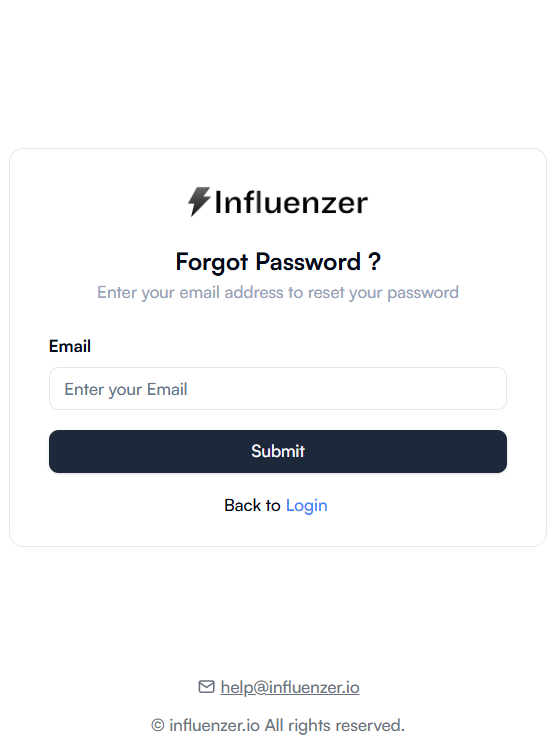 Influenzer
Forgot Password ?
Enter your email address to reset your password
Email
Enter your Email
Submit
Back to Login
help@influenzer.io
© influenzer.io All rights reserved.